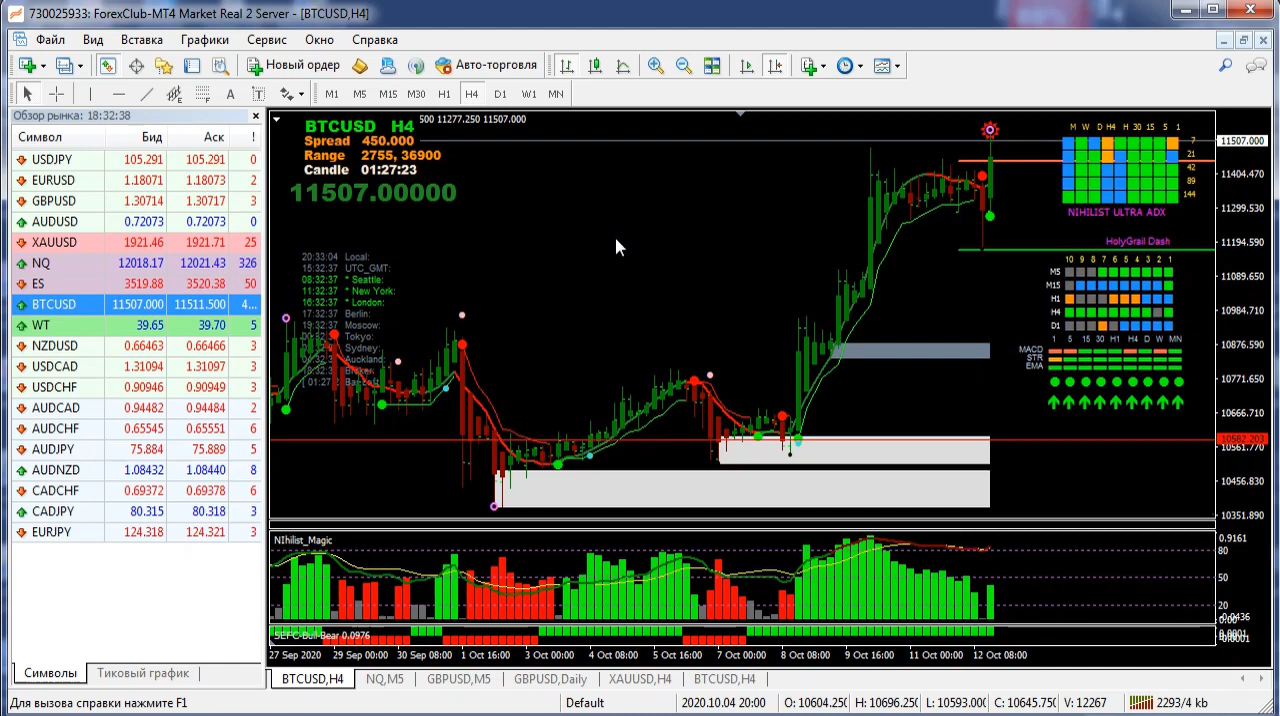 730025933: ForexClub-MT4 Market Real 2 Server - [BTCUSD,H4]
Файл Вид Вставка Графики Сервис Окно Справка
Новый ордер Авто-торговля
A T M1 M5 M15 M30 H1 H4 D1 W1 MN
Обзор рынка: 18:32:38
Символ Бид Аск !
USDJPY 105.291 105.291 0
EURUSD 1.18071 1.18073 2
GBPUSD 1.30714 1.30717 3
AUDUSD 0.72073 0.72073 0
XAUUSD 1921.46 1921.71 25
NQ 12018.17 12021.43 326
ES 3519.88 3520.38 50
BTCUSD 11507.000 11511.500 4...
WT 39.65 39.70 5
NZDUSD 0.66463 0.66466 3
USDCAD 1.31094 1.31097 3
USDCHF 0.90946 0.90949 3
AUDCAD 0.94482 0.94484 2
AUDCHF 0.65545 0.65551 6
AUDJPY 75.884 75.889 5
AUDNZD 1.08432 1.08440 8
CADCHF 0.69372 0.69378 6
CADJPY 80.315 80.318 3
EURJPY 124.318 124.321 3
Символы Тиковый график
500 11277.250 11507.000
BTCUSD H4
Spread 450.000
Range 2755, 36900
Candle 01:27:23
11507.00000
20:33:04 Local:
15:32:37 UTC_GMT:
08:32:37 * Seattle:
11:32:37 * New York:
16:32:37 * London:
17:32:37 Berlin:
19:32:37 Moscow:
Tokyo:
Sydney:
Auckland:
Broker:
M W D H4 H 30 15 5 1
7
21
42
89
144
NIHILIST ULTRA ADX
HolyGrail Dash
10 9 8 7 6 5 4 3 2 1
M5
M15
H1
H4
D1
1 5 15 30 H1 H4 D W MN
MACD
STR
EMA
11507.000
11404.470
11299.530
11194.590
11089.650
10984.710
10876.590
10771.650
10666.710
10582.203
10561.770
10456.830
10351.890
NIhilist_Magic
0.9161
80
50
20
SEFC-Bull-Bear 0.0976
27 Sep 2020 29 Sep 00:00 30 Sep 08:00 1 Oct 16:00 3 Oct 00:00 4 Oct 08:00 5 Oct 16:00 7 Oct 00:00 8 Oct 08:00 9 Oct 16:00 11 Oct 00:00 12 Oct 08:00
BTCUSD,H4 NQ,M5 GBPUSD,M5 GBPUSD,Daily XAUUSD,H4 BTCUSD,H4
Для вызова справки нажмите F1 Default 2020.10.04 20:00 O: 10604.250 H: 10696.250 L: 10593.000 C: 10645.750 V: 12267 2293/4 kb